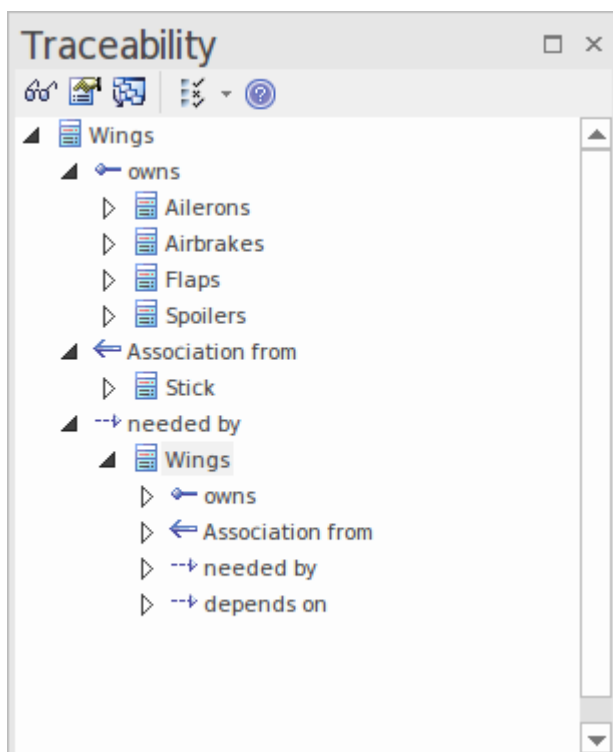 Traceability
Wings
owns
Ailerons
Airbrakes
Flaps
Spoilers
Association from
Stick
needed by
Wings
owns
Association from
needed by
depends on